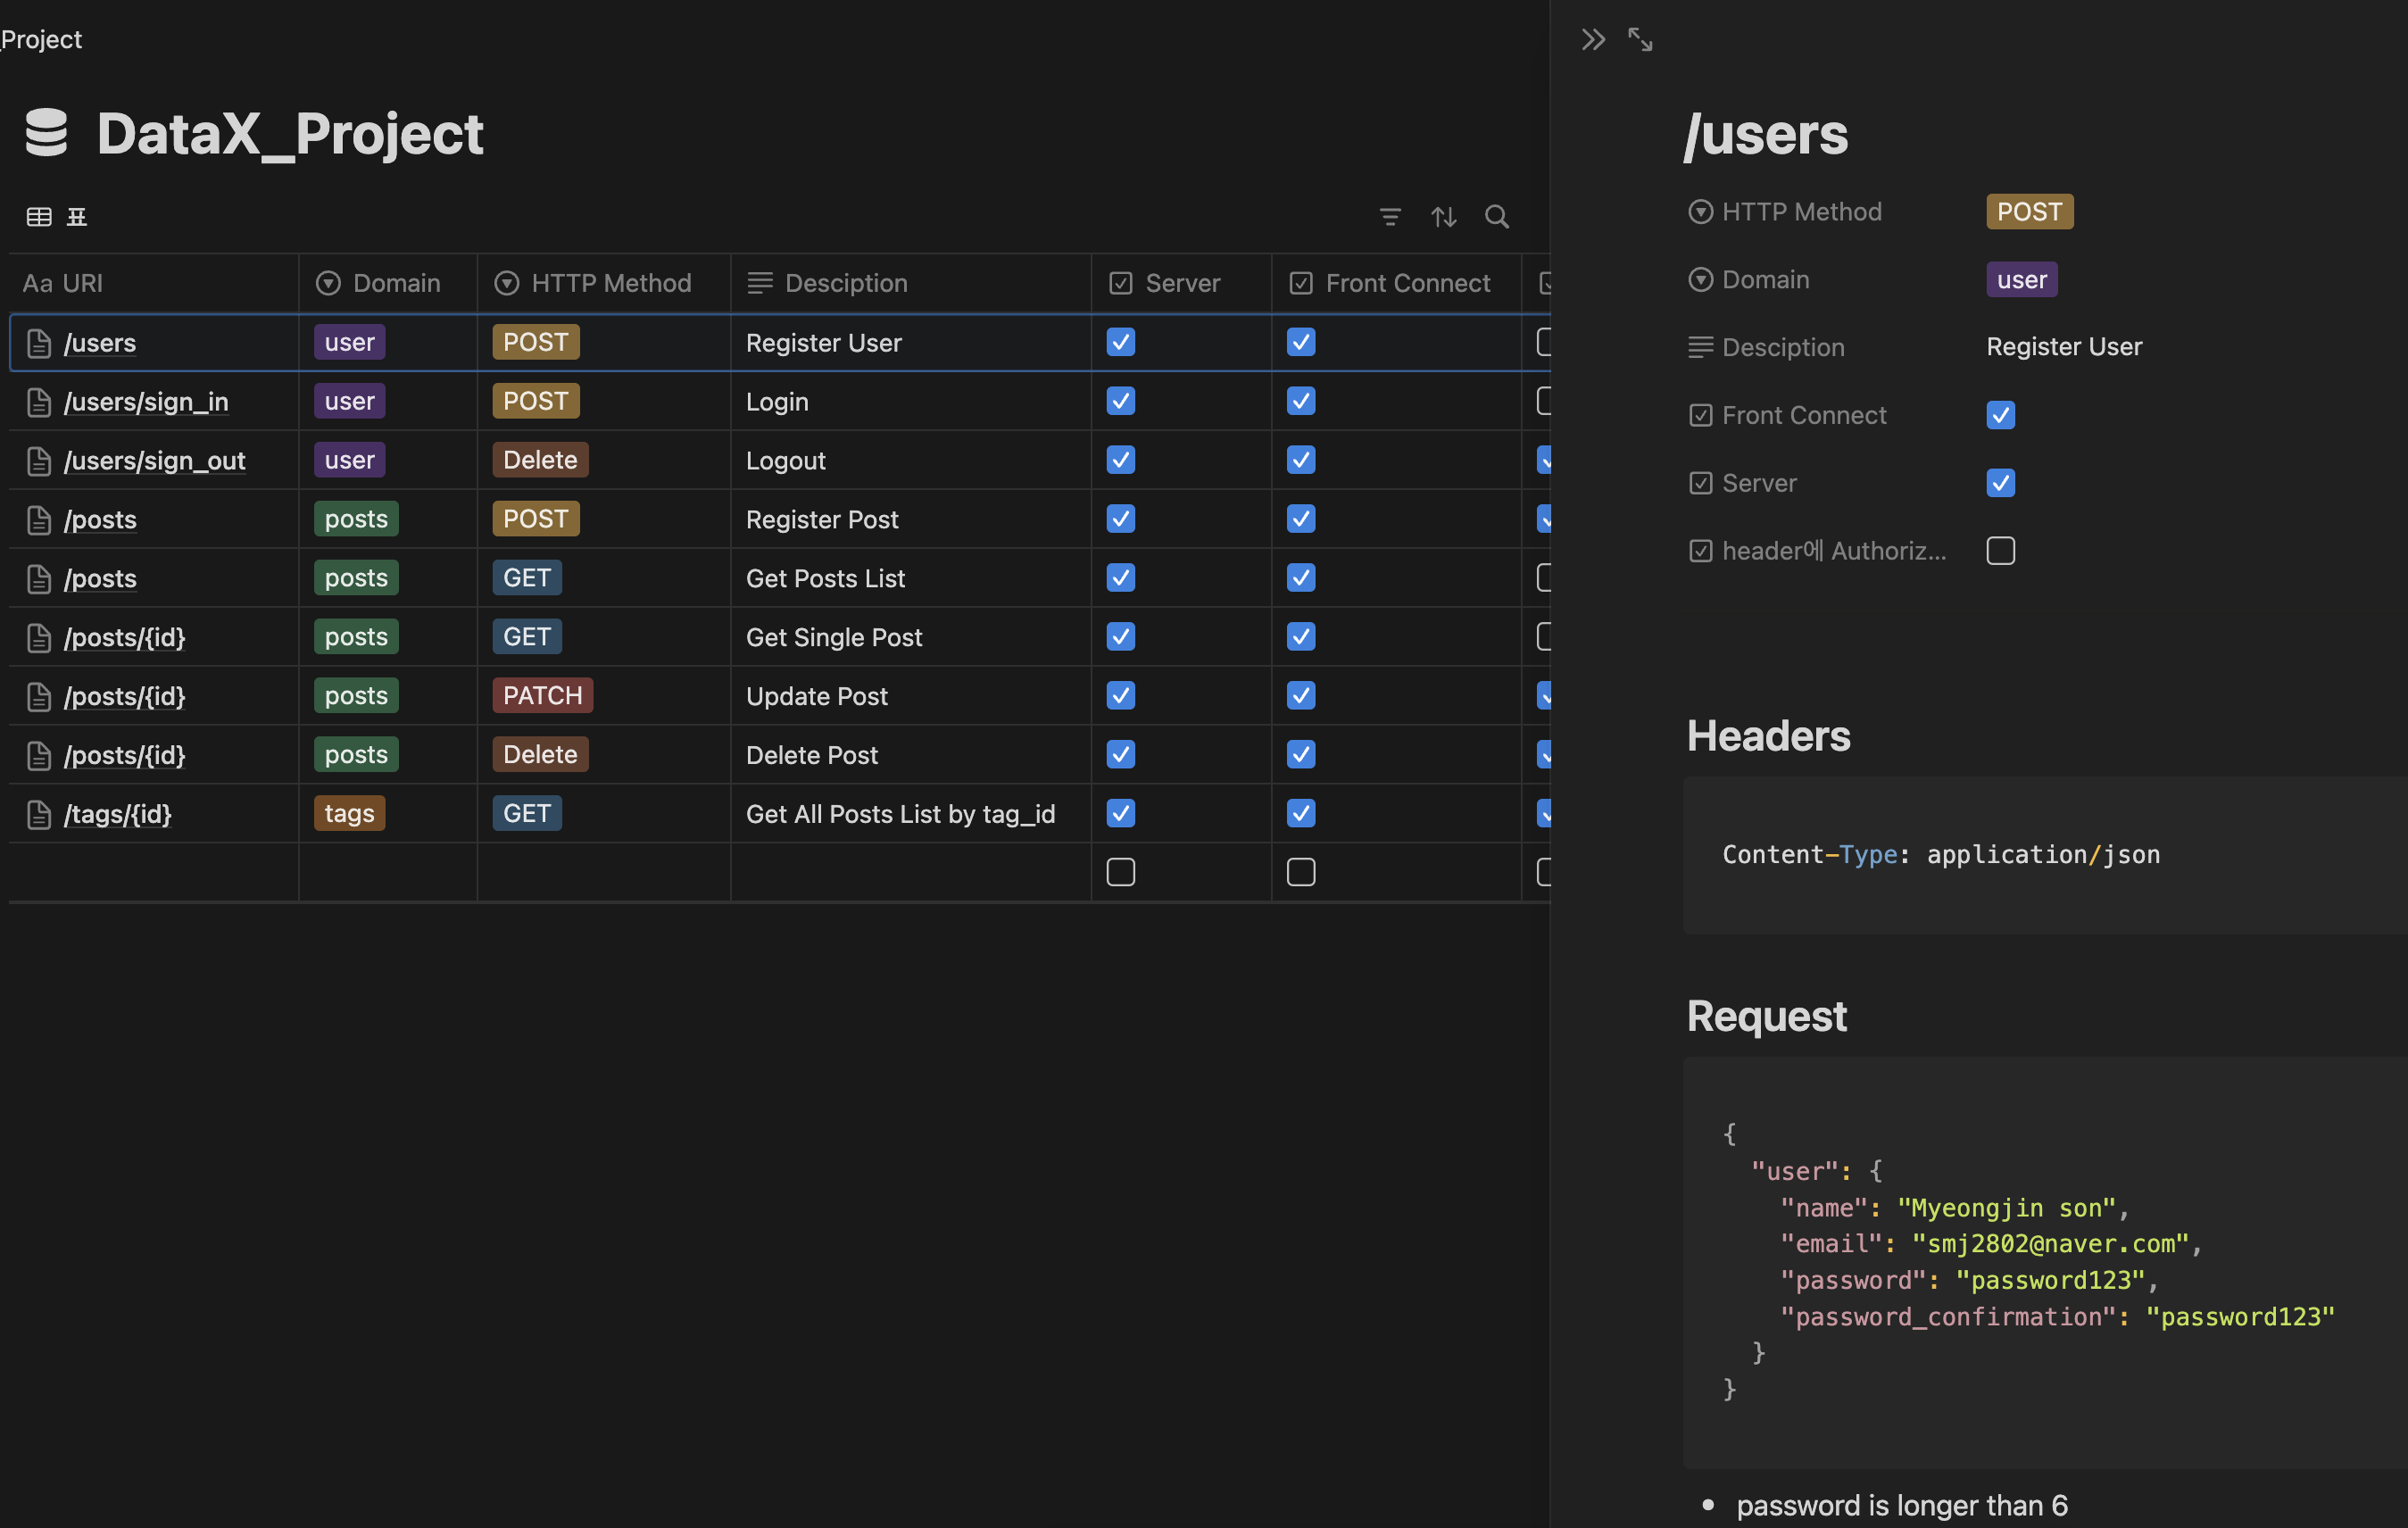 _Project
DataX_Project
Aa URI Domain HTTP Method Desciption Server Front Connect
/users user POST Register User
/users/sign_in user POST Login
/users/sign_out user Delete Logout
/posts posts POST Register Post
/posts posts GET Get Posts List
/posts/{id} posts GET Get Single Post
/posts/{id} posts PATCH Update Post
/posts/{id} posts Delete Delete Post
/tags/{id} tags GET Get All Posts List by tag_id
/users
HTTP Method POST
Domain user
Desciption Register User
Front Connect
Server
header에 Authoriz...
Headers
Content-Type: application/json
Request
{
"user": {
"name": "Myeongjin son",
"email": "smj2802@naver.com",
"password": "password123",
"password_confirmation": "password123"
}
}
• password is longer than 6